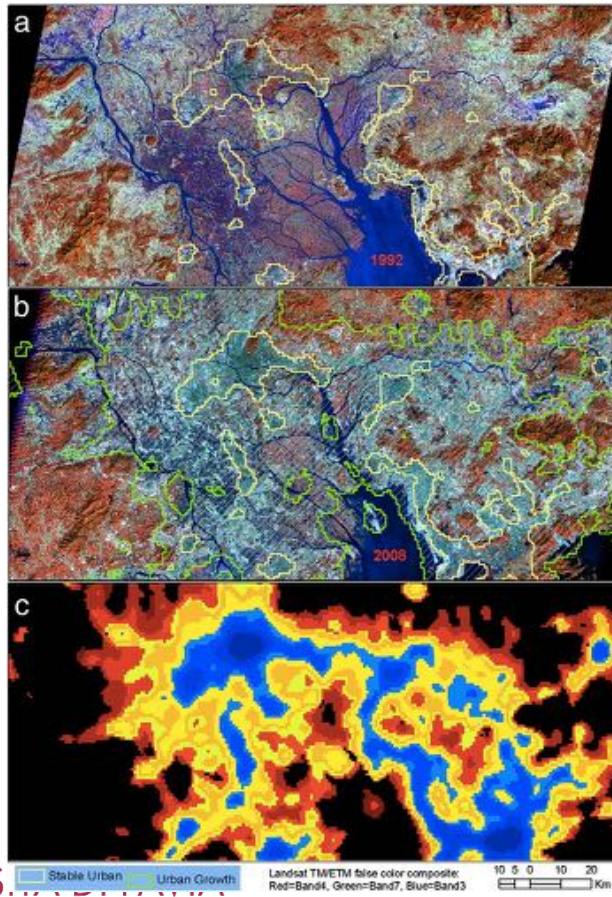 a
1992
b
2008
c
Stable Urban
Urban Growth
Landsat TM/ETM false color composite:
Red=Band4, Green=Band7, Blue=Band3
10 5 0 10 20
Km